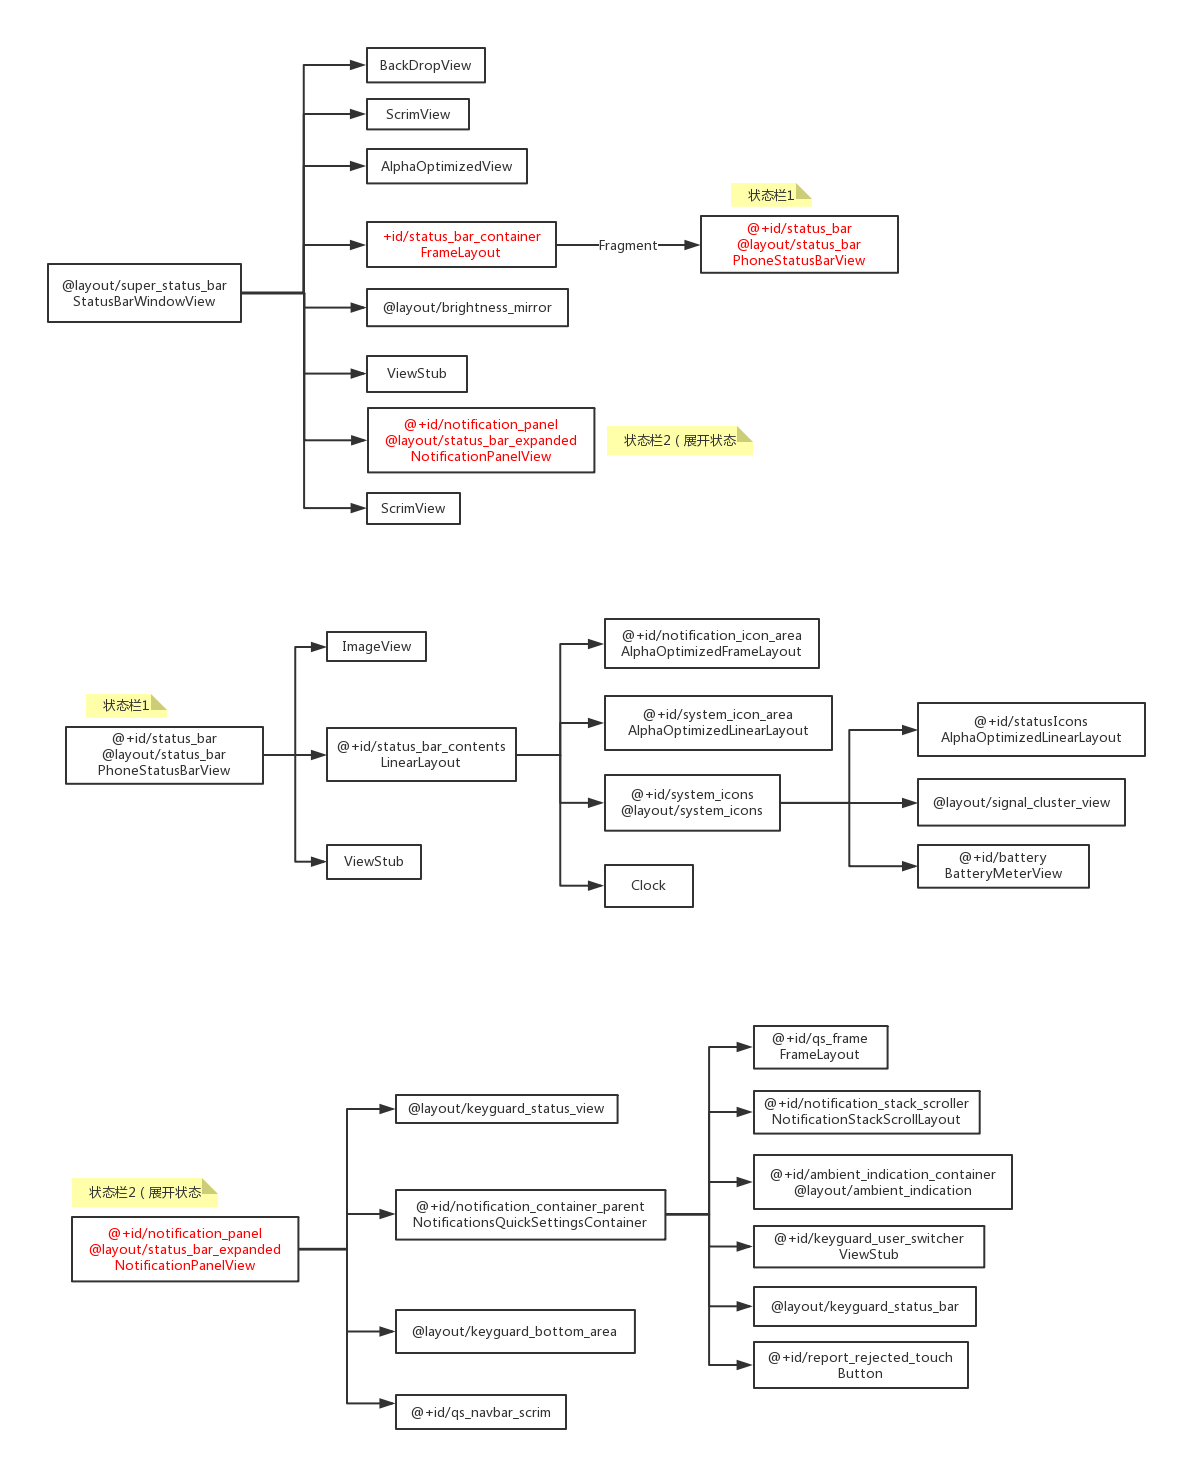 BackDropView
ScrimView
AlphaOptimizedView
状态栏1
+id/status_bar_container
FrameLayout
Fragment
@+id/status_bar
@layout/status_bar
PhoneStatusBarView
@layout/super_status_bar
StatusBarWindowView
@layout/brightness_mirror
ViewStub
@+id/notification_panel
@layout/status_bar_expanded
NotificationPanelView
状态栏2（展开状态
ScrimView
ImageView
状态栏1
@+id/status_bar
@layout/status_bar
PhoneStatusBarView
@+id/status_bar_contents
LinearLayout
ViewStub
@+id/notification_icon_area
AlphaOptimizedFrameLayout
@+id/system_icon_area
AlphaOptimizedLinearLayout
@+id/system_icons
@layout/system_icons
Clock
@+id/statusIcons
AlphaOptimizedLinearLayout
@layout/signal_cluster_view
@+id/battery
BatteryMeterView
状态栏2（展开状态
@+id/notification_panel
@layout/status_bar_expanded
NotificationPanelView
@layout/keyguard_status_view
@+id/notification_container_parent
NotificationsQuickSettingsContainer
@layout/keyguard_bottom_area
@+id/qs_navbar_scrim
@+id/qs_frame
FrameLayout
@+id/notification_stack_scroller
NotificationStackScrollLayout
@+id/ambient_indication_container
@layout/ambient_indication
@+id/keyguard_user_switcher
ViewStub
@layout/keyguard_status_bar
@+id/report_rejected_touch
Button